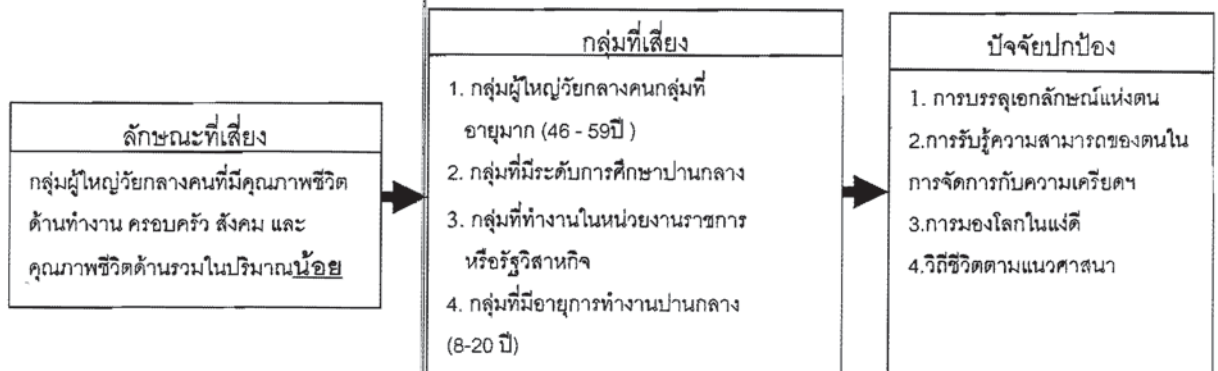 ลักษณะที่เสี่ยง
กลุ่มผู้ใหญ่วัยกลางคนที่มีคุณภาพชีวิต
ด้านทำงาน ครอบครัว สังคม และ
คุณภาพชีวิตด้านรวมในปริมาณน้อย
กลุ่มที่เสี่ยง
1. กลุ่มผู้ใหญ่วัยกลางคนกลุ่มที่
อายุมาก (46 - 59ปี )
2. กลุ่มที่มีระดับการศึกษาปานกลาง
3. กลุ่มที่ทำงานในหน่วยงานราชการ
หรือรัฐวิสาหกิจ
4. กลุ่มที่มีอายุการทำงานปานกลาง
(8-20 ปี)
ปัจจัยปกป้อง
1. การบรรลุเอกลักษณ์แห่งตน
2.การรับรู้ความสามารถของตนใน
การจัดการกับความเครียดฯ
3.การมองโลกในแง่ดี
4.วิถีชีวิตตามแนวศาสนา